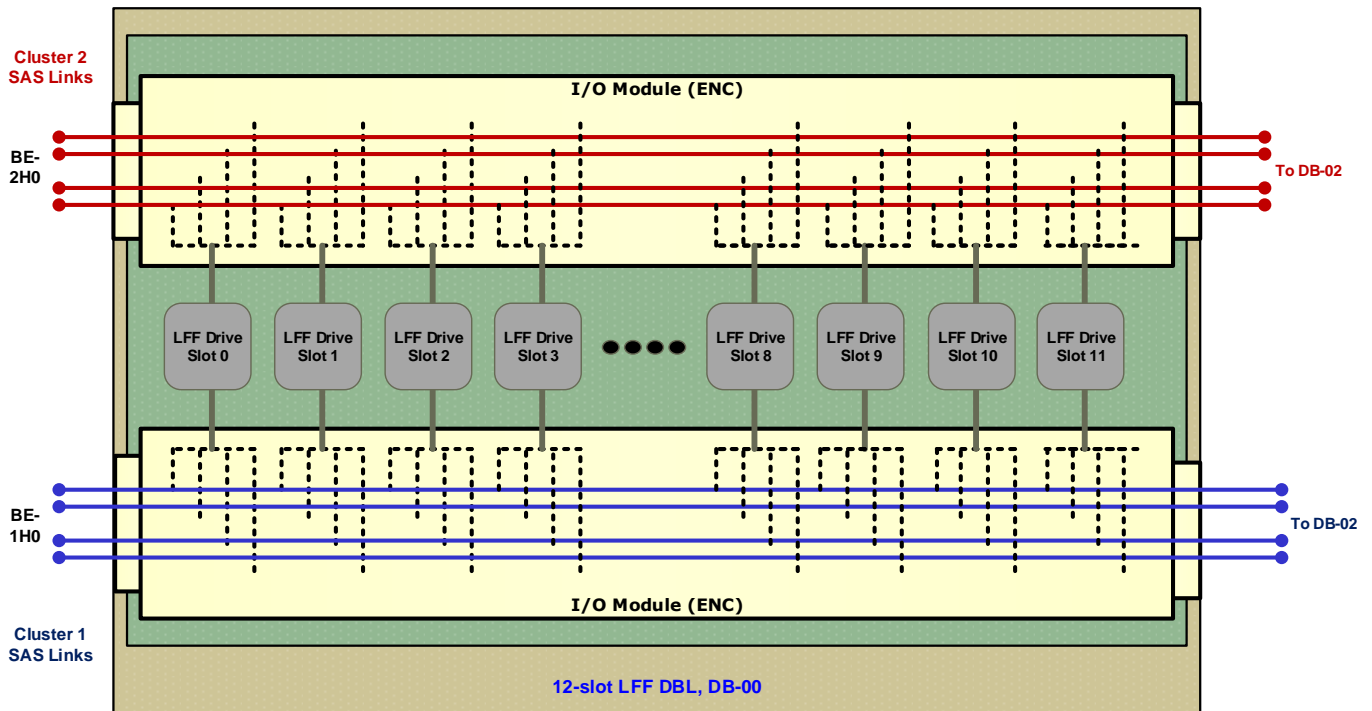 Cluster 2
SAS Links
I/O Module (ENC)
BE-
2H0
To DB-02
LFF Drive
Slot 0
LFF Drive
Slot 1
LFF Drive
Slot 2
LFF Drive
Slot 3
LFF Drive
Slot 8
LFF Drive
Slot 9
LFF Drive
Slot 10
LFF Drive
Slot 11
BE-
1H0
To DB-02
I/O Module (ENC)
Cluster 1
SAS Links
12-slot LFF DBL, DB-00